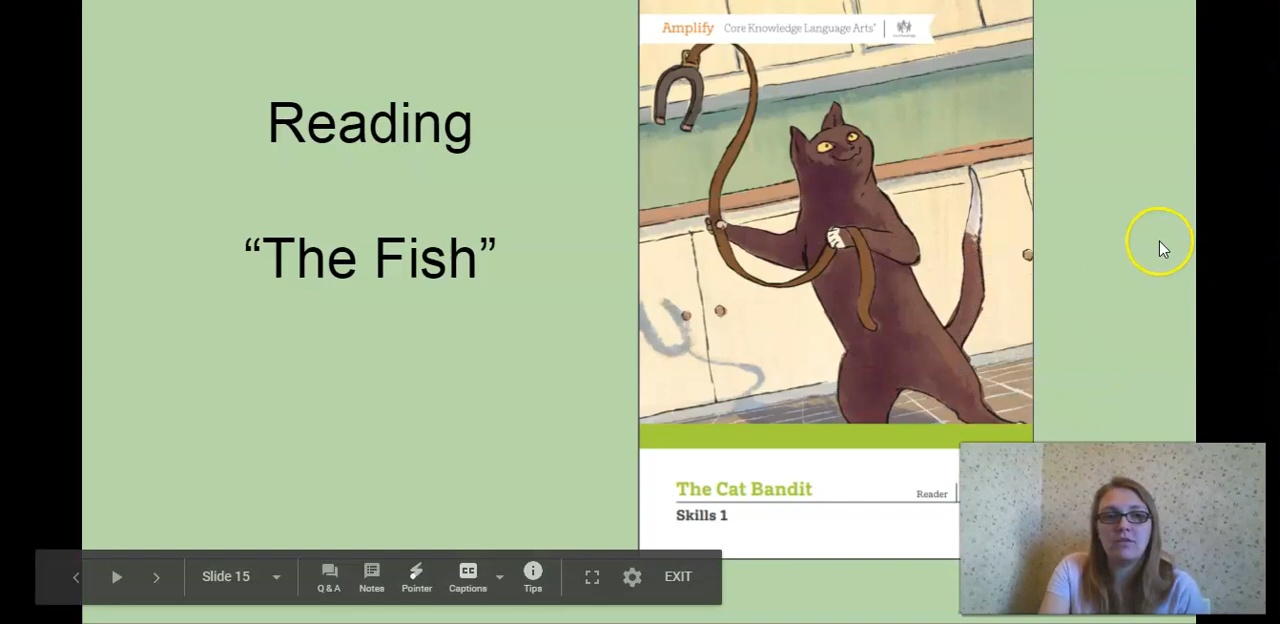 Reading
“The Fish”
Amplify Core Knowledge Language Arts®
The Cat Bandit
Reader
Skills 1
Slide 15
Q & A
Notes
Pointer
CC
Captions
Tips
EXIT